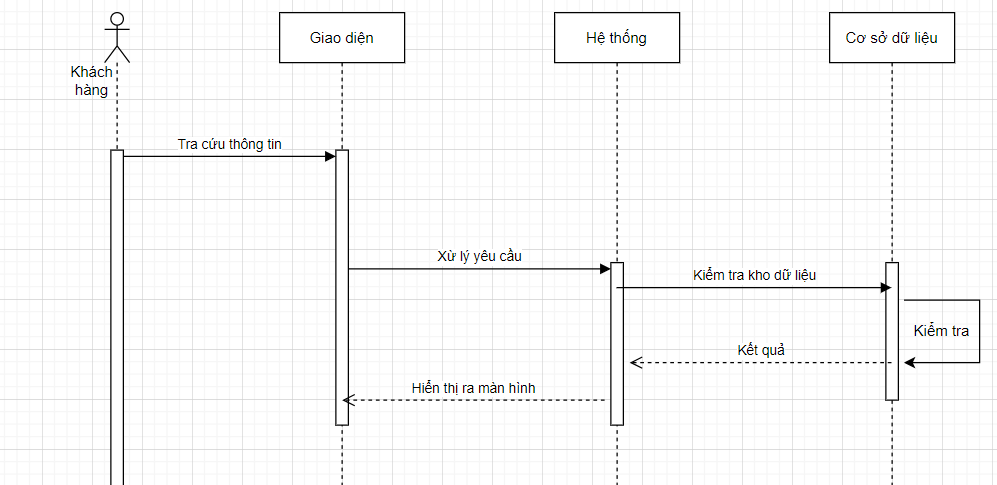 Giao diện
Hệ thống
Cơ sở dữ liệu
Khách
hàng
Tra cứu thông tin
Xử lý yêu cầu
Kiểm tra kho dữ liệu
Kiểm tra
Kết quả
Hiển thị ra màn hình